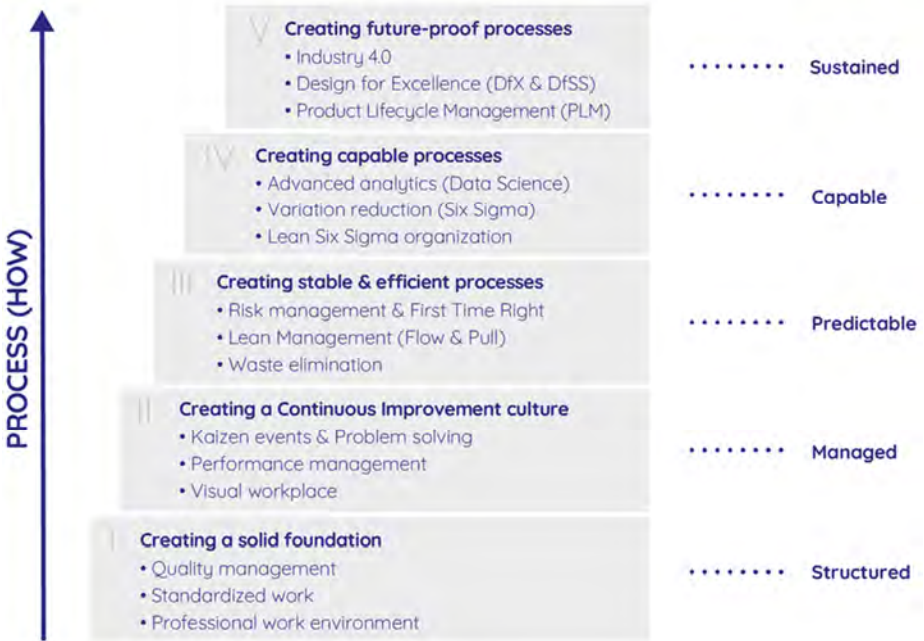 PROCESS (HOW)
V Creating future-proof processes
• Industry 4.0
• Design for Excellence (DfX & DfSS)
• Product Lifecycle Management (PLM)
Sustained
IV Creating capable processes
• Advanced analytics (Data Science)
• Variation reduction (Six Sigma)
• Lean Six Sigma organization
Capable
III Creating stable & efficient processes
• Risk management & First Time Right
• Lean Management (Flow & Pull)
• Waste elimination
Predictable
II Creating a Continuous Improvement culture
• Kaizen events & Problem solving
• Performance management
• Visual workplace
Managed
I Creating a solid foundation
• Quality management
• Standardized work
• Professional work environment
Structured